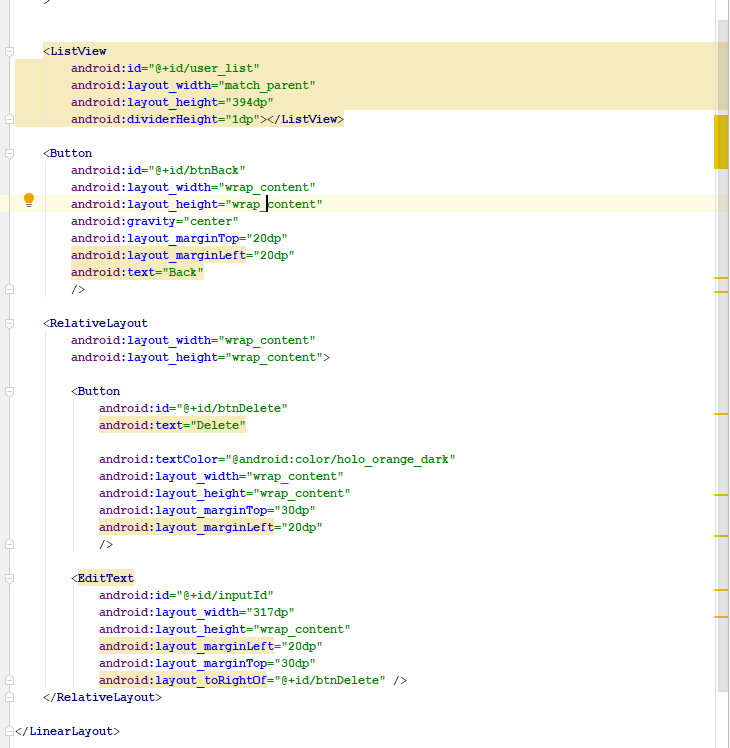 >
<ListView
android:id="@+id/user_list"
android:layout_width="match_parent"
android:layout_height="394dp"
android:dividerHeight="1dp"></ListView>
<Button
android:id="@+id/btnBack"
android:layout_width="wrap_content"
android:layout_height="wrap_content"
android:gravity="center"
android:layout_marginTop="20dp"
android:layout_marginLeft="20dp"
android:text="Back"
/>
<RelativeLayout
android:layout_width="wrap_content"
android:layout_height="wrap_content">
<Button
android:id="@+id/btnDelete"
android:text="Delete"
android:textColor="@android:color/holo_orange_dark"
android:layout_width="wrap_content"
android:layout_height="wrap_content"
android:layout_marginTop="30dp"
android:layout_marginLeft="20dp"
/>
<EditText
android:id="@+id/inputId"
android:layout_width="317dp"
android:layout_height="wrap_content"
android:layout_marginLeft="20dp"
android:layout_marginTop="30dp"
android:layout_toRightOf="@+id/btnDelete" />
</RelativeLayout>
</LinearLayout>